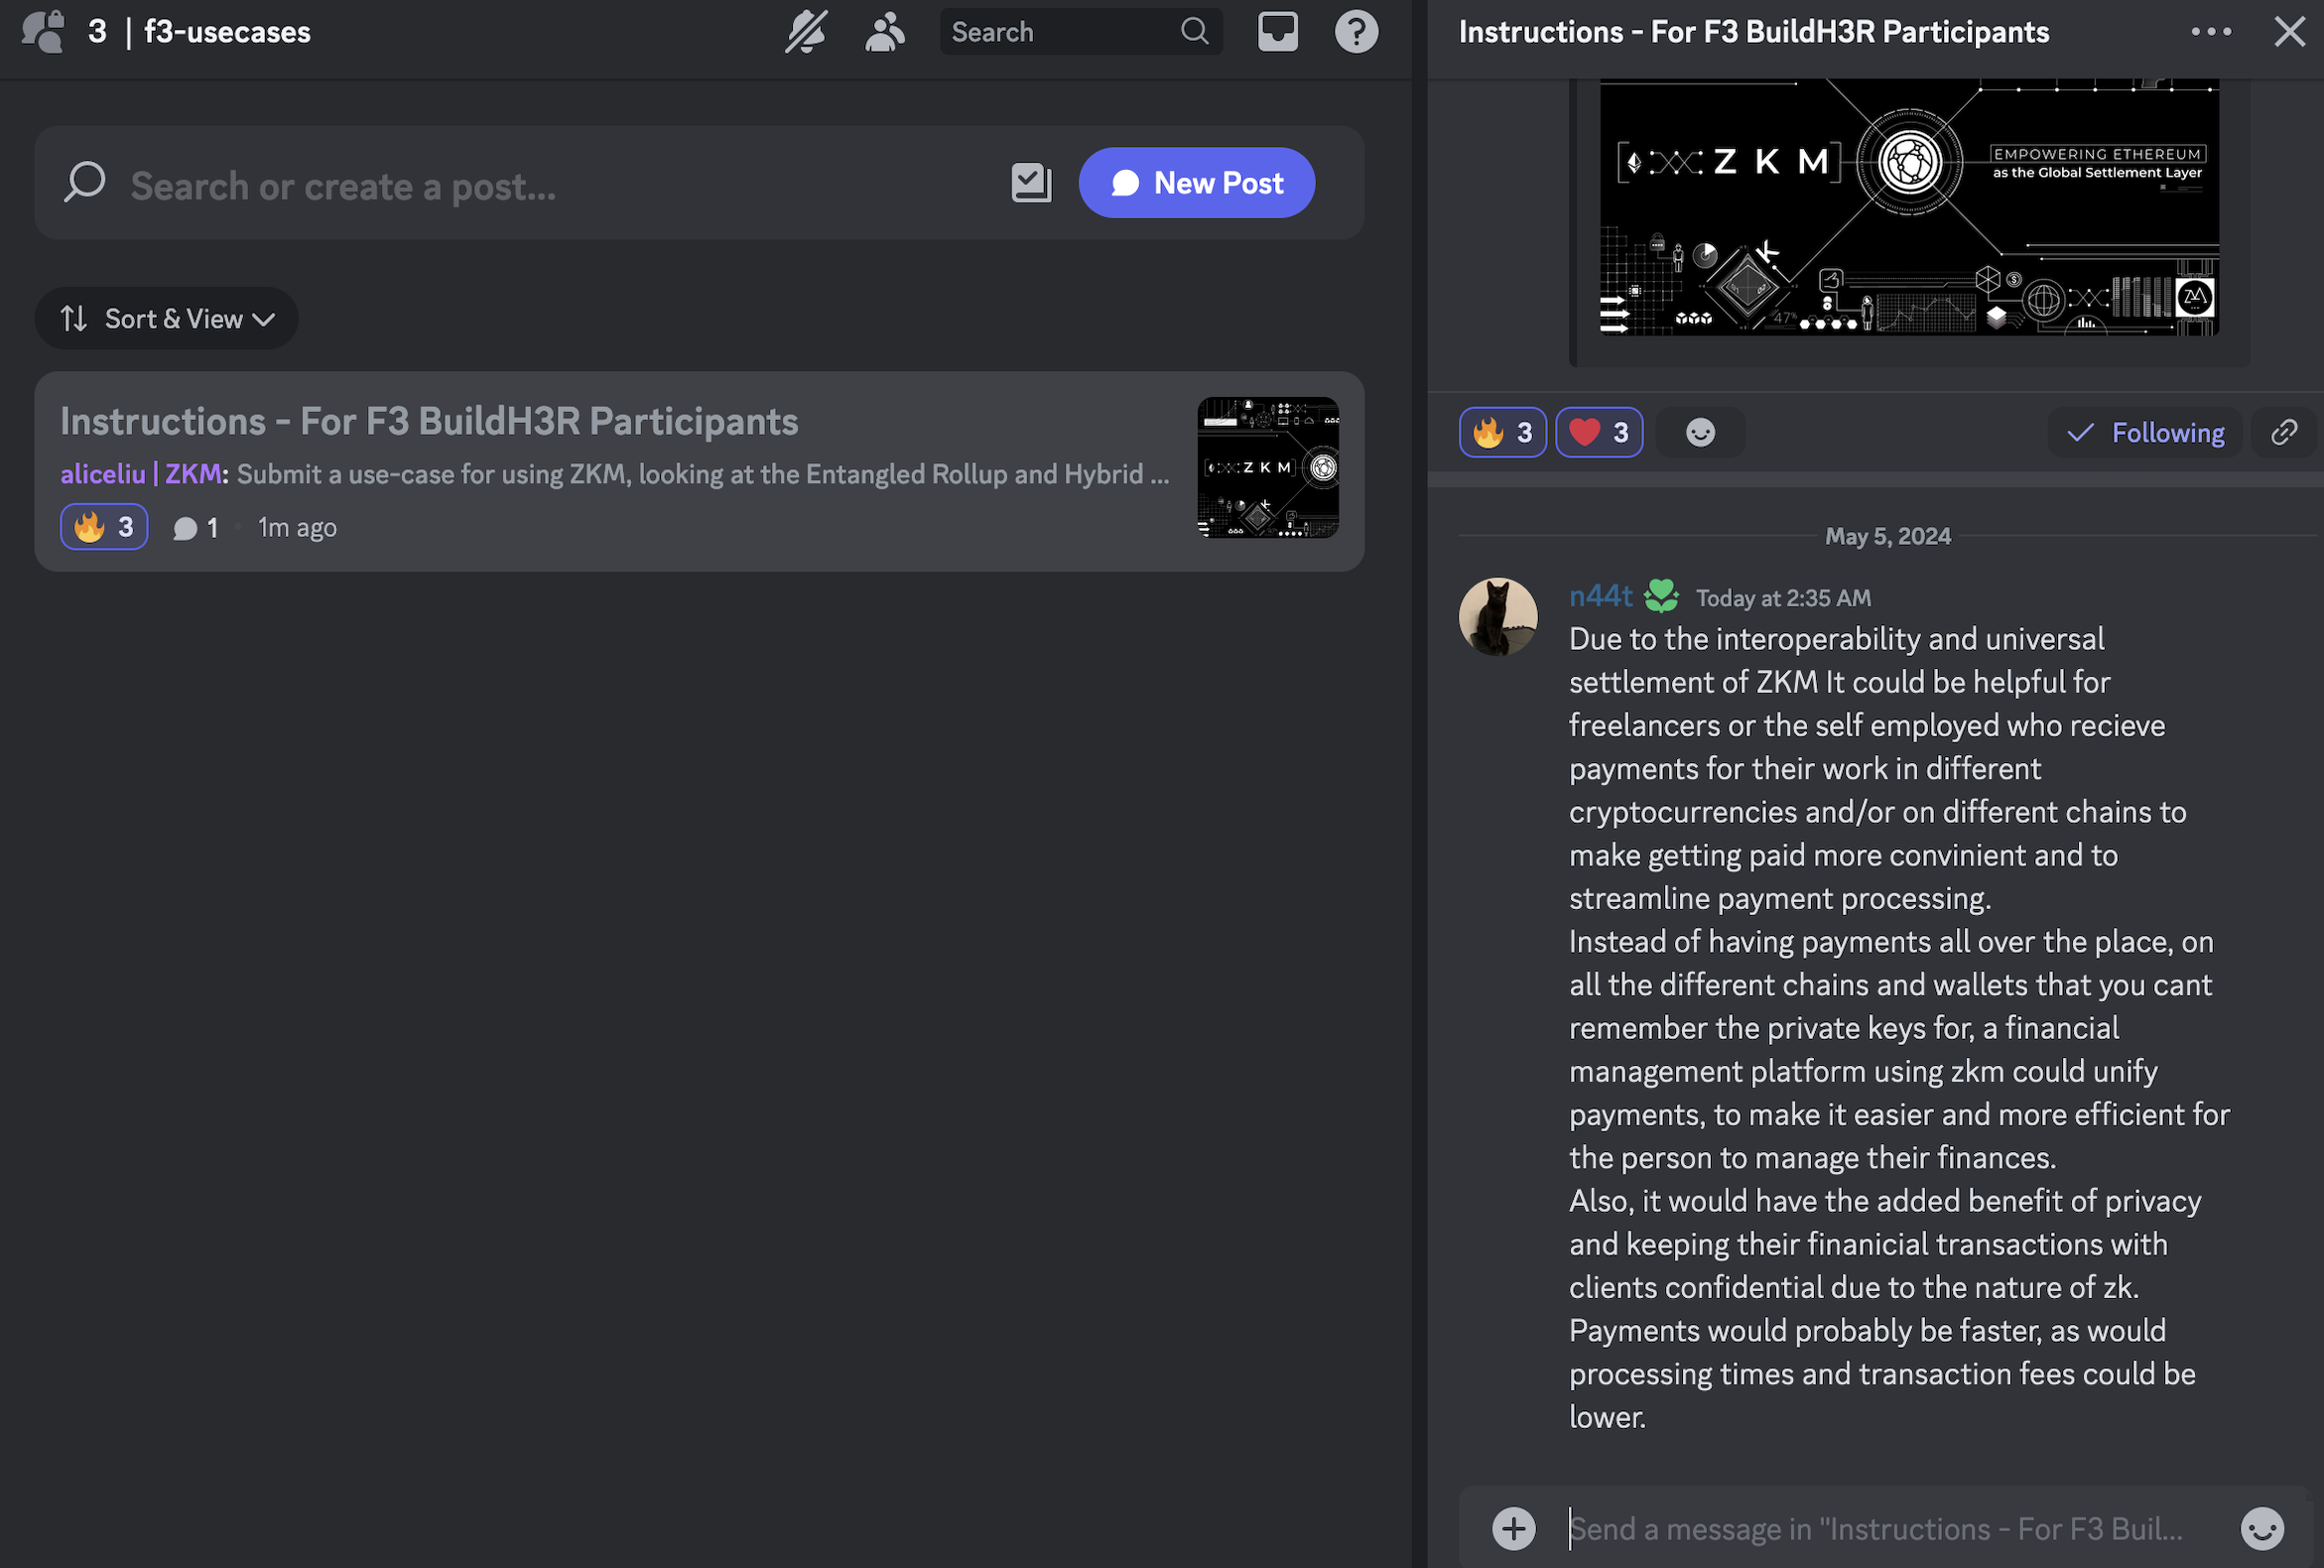 3 | f3-usecases
Search
Search or create a post...
New Post
Sort & View
Instructions - For F3 BuildH3R Participants
aliceliu | ZKM: Submit a use-case for using ZKM, looking at the Entangled Rollup and Hybrid ...
3
1
1m ago
ZKM
Instructions - For F3 BuildH3R Participants
ZKM
EMPOWERING ETHEREUM
as the Global Settlement Layer
K
47%
3
3
Following
May 5, 2024
n44t Today at 2:35 AM
Due to the interoperability and universal
settlement of ZKM It could be helpful for
freelancers or the self employed who recieve
payments for their work in different
cryptocurrencies and/or on different chains to
make getting paid more convinient and to
streamline payment processing.
Instead of having payments all over the place, on
all the different chains and wallets that you cant
remember the private keys for, a financial
management platform using zkm could unify
payments, to make it easier and more efficient for
the person to manage their finances.
Also, it would have the added benefit of privacy
and keeping their finanicial transactions with
clients confidential due to the nature of zk.
Payments would probably be faster, as would
processing times and transaction fees could be
lower.
Send a message in "Instructions - For F3 Buil...